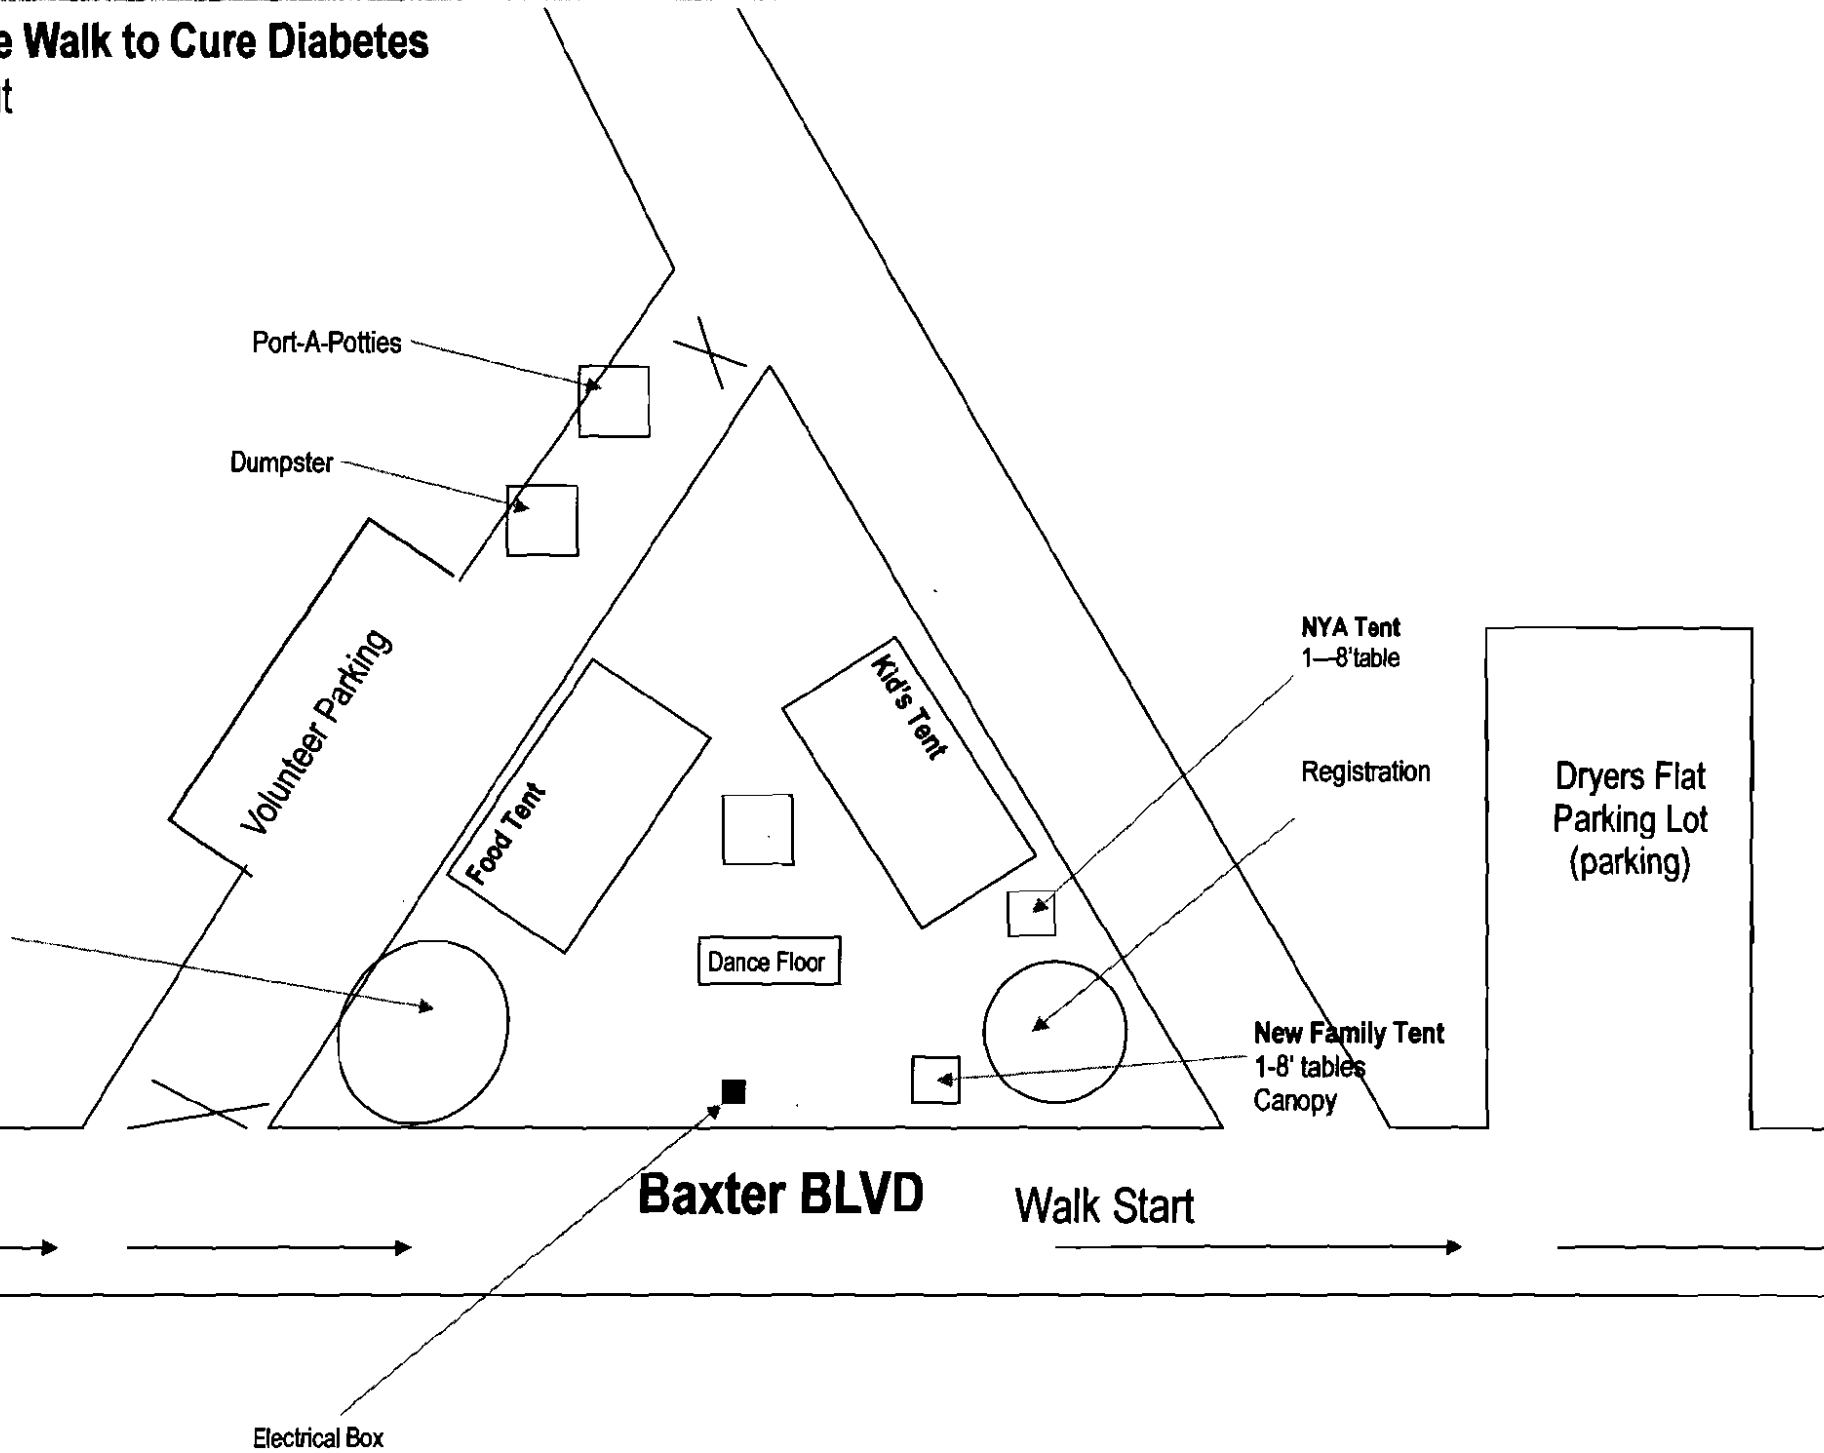 e Walk to Cure Diabetes
it
Port-A-Potties
Dumpster
Volunteer Parking
Food Tent
Kid's Tent
NYA Tent
1—8'table
Registration
Dryers Flat
Parking Lot
(parking)
Dance Floor
New Family Tent
1-8' tables
Canopy
Baxter BLVD
Walk Start
Electrical Box